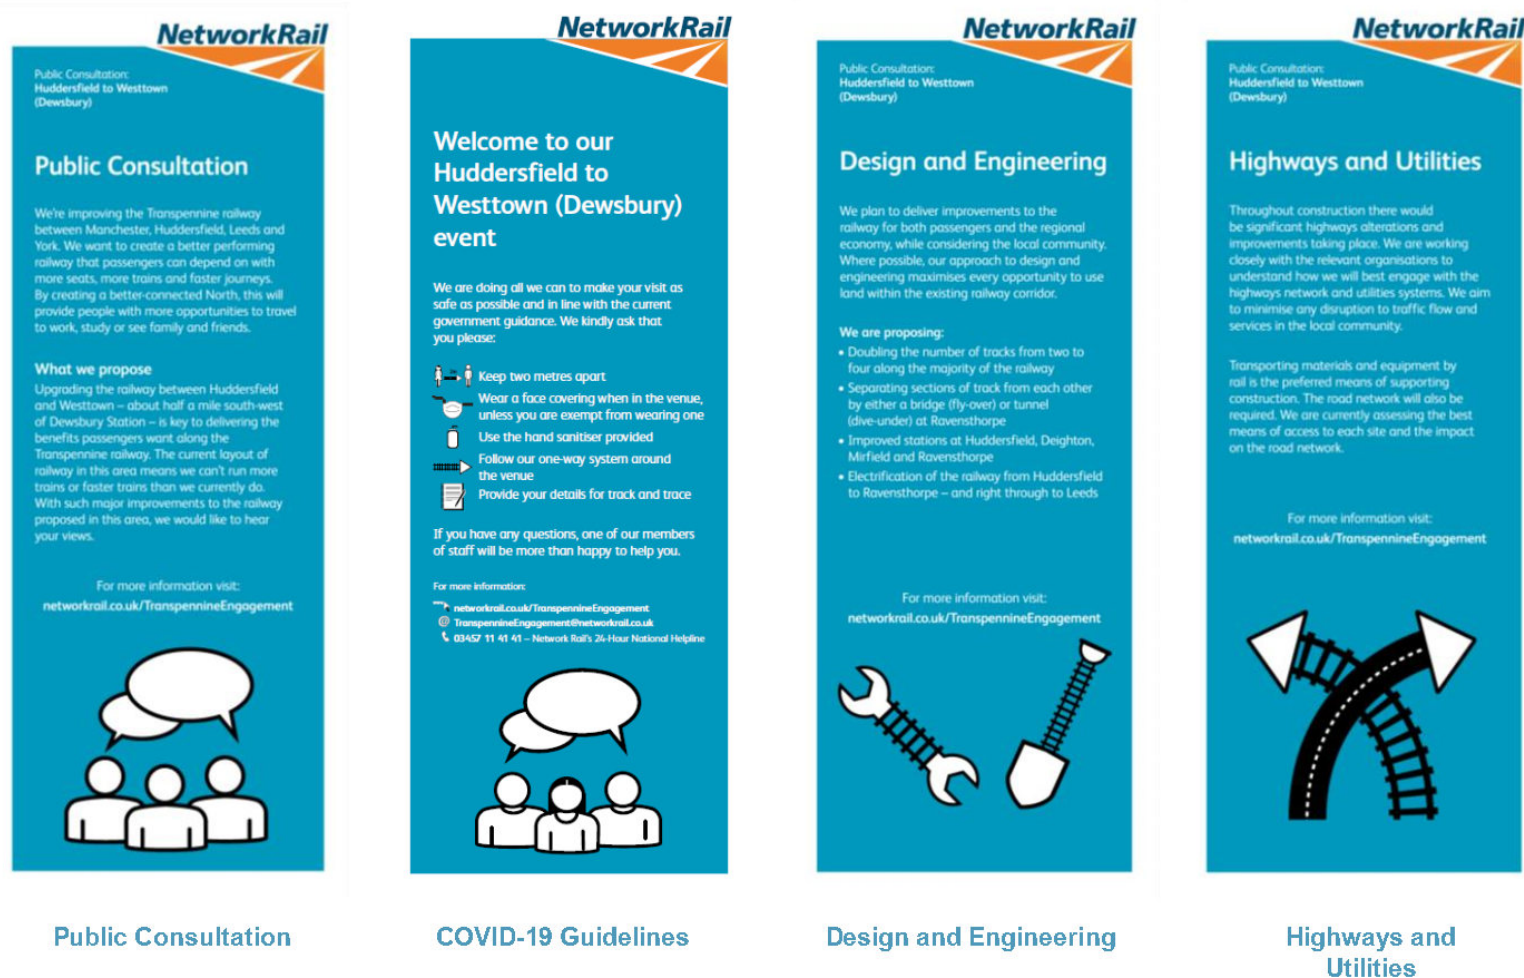 NetworkRail
Public Consultation:
Huddersfield to Westtown
(Dewsbury)
Public Consultation
We're improving the Transpennine railway
between Manchester, Huddersfield, Leeds and
York. We want to create a better performing
railway that passengers can depend on with
more seats, more trains and faster journeys.
By creating a better-connected North, this will
provide people with more opportunities to travel
to work, study or see family and friends.
What we propose
Upgrading the railway between Huddersfield
and Westtown – about half a mile south-west
of Dewsbury Station – is key to delivering the
benefits passengers want along the
Transpennine railway. The current layout of
railway in this area means we can't run more
trains or faster trains than we currently do.
With such major improvements to the railway
proposed in this area, we would like to hear
your views.
For more information visit:
networkrail.co.uk/TranspennineEngagement
Public Consultation
NetworkRail
Welcome to our
Huddersfield to
Westtown (Dewsbury)
event
We are doing all we can to make your visit as
safe as possible and in line with the current
government guidance. We kindly ask that
you please:
Keep two metres apart
Wear a face covering when in the venue,
unless you are exempt from wearing one
Use the hand sanitiser provided
Follow our one-way system around
the venue
Provide your details for track and trace
If you have any questions, one of our members
of staff will be more than happy to help you.
For more information:
networkrail.co.uk/TranspennineEngagement
TranspennineEngagement@networkrail.co.uk
03457 11 41 41 – Network Rail's 24-Hour National Helpline
COVID-19 Guidelines
NetworkRail
Public Consultation:
Huddersfield to Westtown
(Dewsbury)
Design and Engineering
We plan to deliver improvements to the
railway for both passengers and the regional
economy, while considering the local community.
Where possible, our approach to design and
engineering maximises every opportunity to use
land within the existing railway corridor.
We are proposing:
• Doubling the number of tracks from two to
four along the majority of the railway
• Separating sections of track from each other
by either a bridge (fly-over) or tunnel
(dive-under) at Ravensthorpe
• Improved stations at Huddersfield, Deighton,
Mirfield and Ravensthorpe
• Electrification of the railway from Huddersfield
to Ravensthorpe – and right through to Leeds
For more information visit:
networkrail.co.uk/TranspennineEngagement
Design and Engineering
NetworkRail
Public Consultation:
Huddersfield to Westtown
(Dewsbury)
Highways and Utilities
Throughout construction there would
be significant highways alterations and
improvements taking place. We are working
closely with the relevant organisations to
understand how we will best engage with the
highways network and utilities systems. We aim
to minimise any disruption to traffic flow and
services in the local community.
Transporting materials and equipment by
rail is the preferred means of supporting
construction. The road network will also be
required. We are currently assessing the best
means of access to each site and the impact
on the road network.
For more information visit:
networkrail.co.uk/TranspennineEngagement
Highways and
Utilities